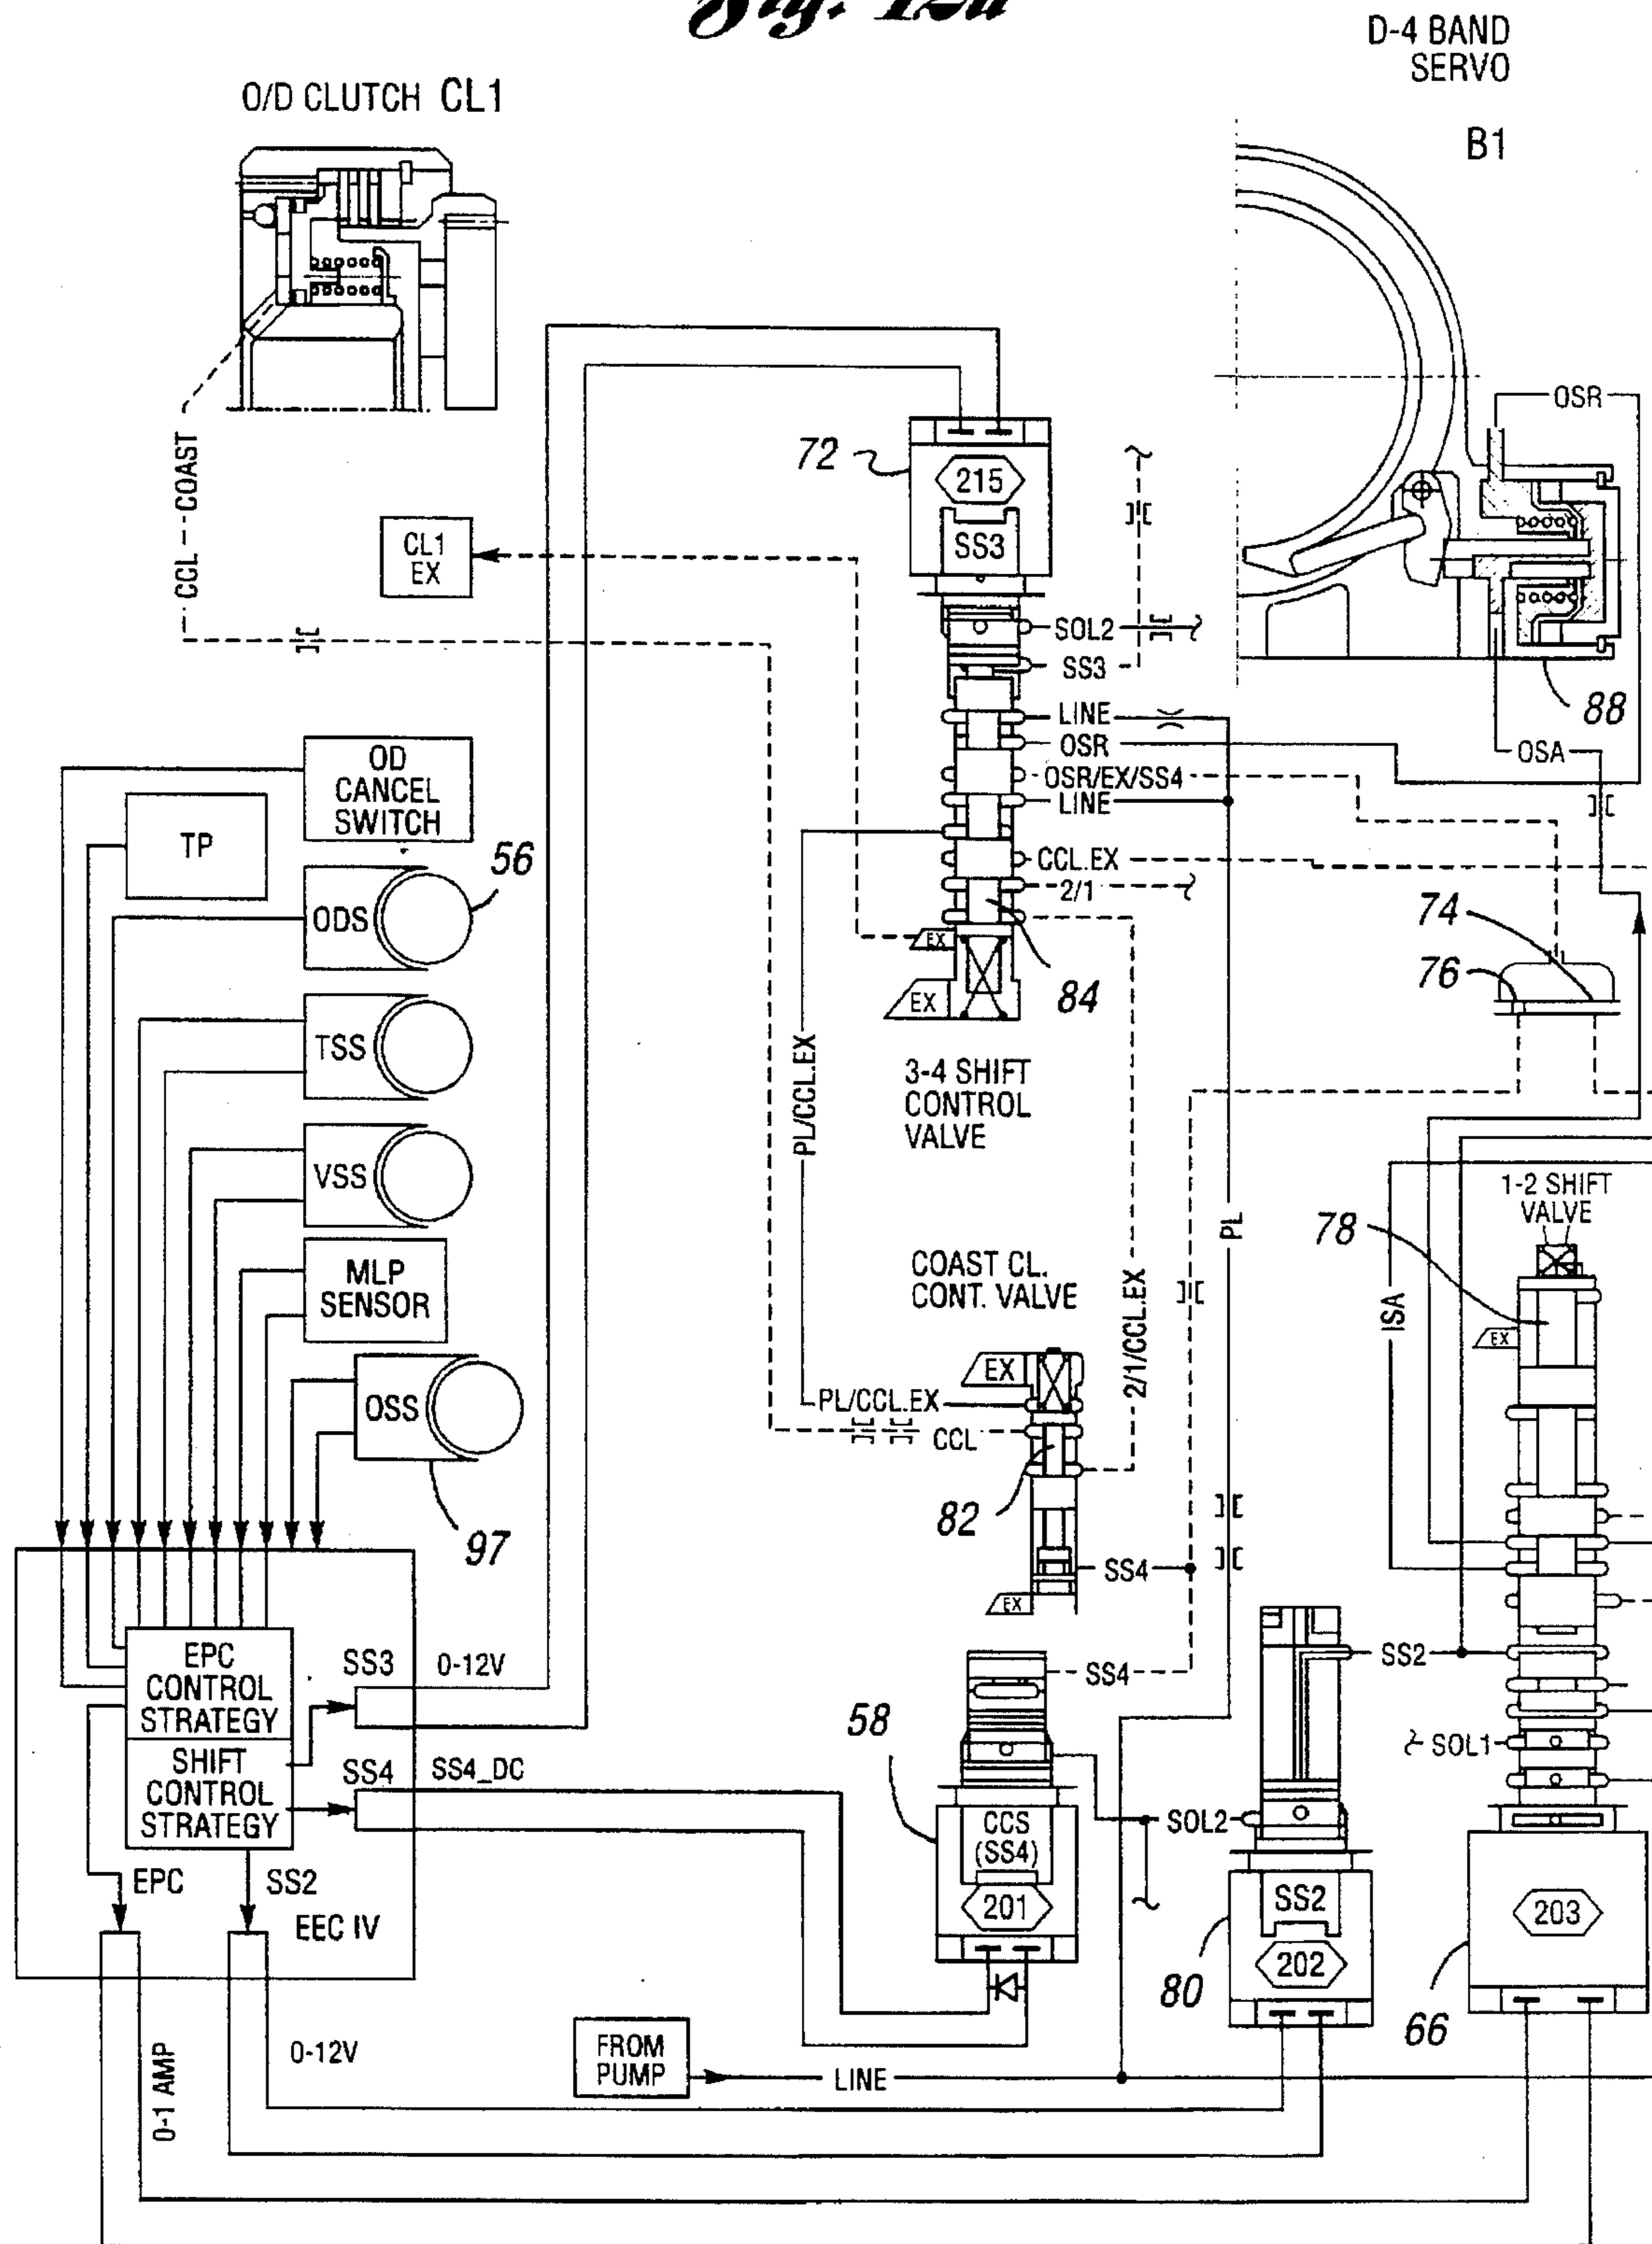 Fig. 12a
D-4 BAND
SERVO
B1
O/D CLUTCH CL1
CCL
COAST
CL1
EX
72
215
SS3
SOL2
SS3
LINE
OSR
OSR/EX/SS4
LINE
CCL.EX
2/1
EX
EX
84
3-4 SHIFT
CONTROL
VALVE
OSR
OSA
88
74
76
OD
CANCEL
SWITCH
TP
ODS
56
TSS
VSS
MLP
SENSOR
OSS
97
PL/CCL.EX
COAST CL.
CONT. VALVE
EX
PL/CCL.EX
CCL
82
SS4
EX
2/1/CCL.EX
PL
ISA
1-2 SHIFT
VALVE
78
EX
EPC
CONTROL
STRATEGY
SHIFT
CONTROL
STRATEGY
SS3
0-12V
SS4
SS4_DC
EPC
SS2
EEC IV
0-1 AMP
0-12V
SS4
58
CCS
(SS4)
201
SOL2
SS2
SS2
202
80
SOL1
203
66
FROM
PUMP
LINE